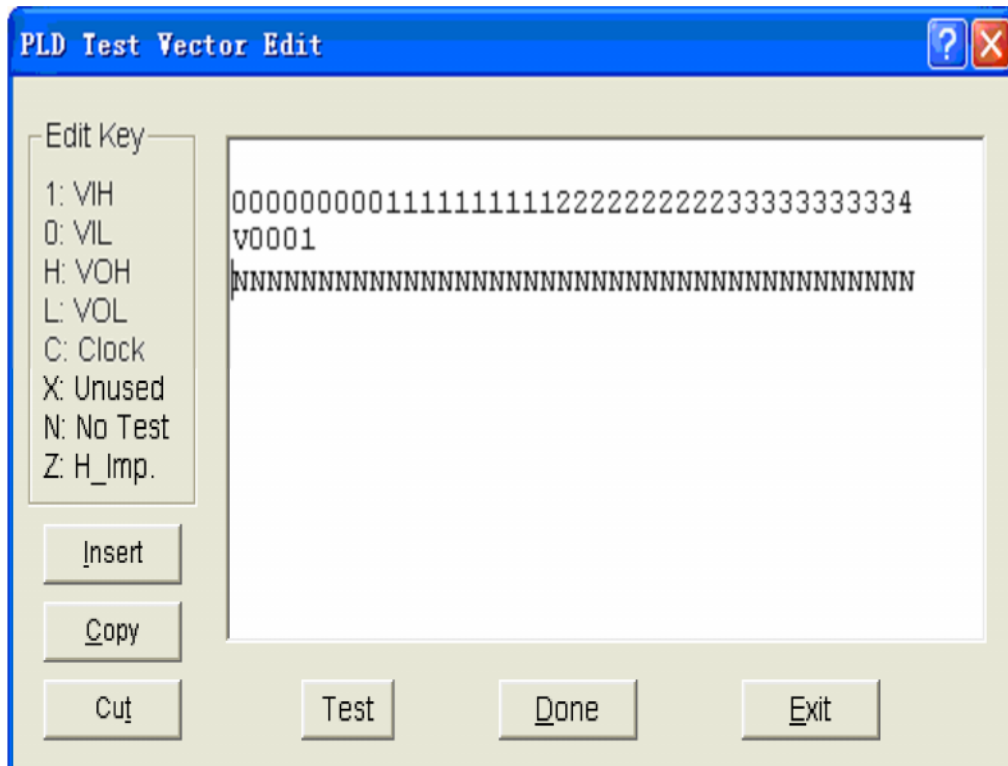 PLD Test Vector Edit
Edit Key
1: VIH
0: VIL
H: VOH
L: VOL
C: Clock
X: Unused
N: No Test
Z: H_Imp.
0000000001111111111222222222233333333334
V0001
NNNNNNNNNNNNNNNNNNNNNNNNNNNNNNNNNNNNNNNN
Insert
Copy
Cut
Test
Done
Exit